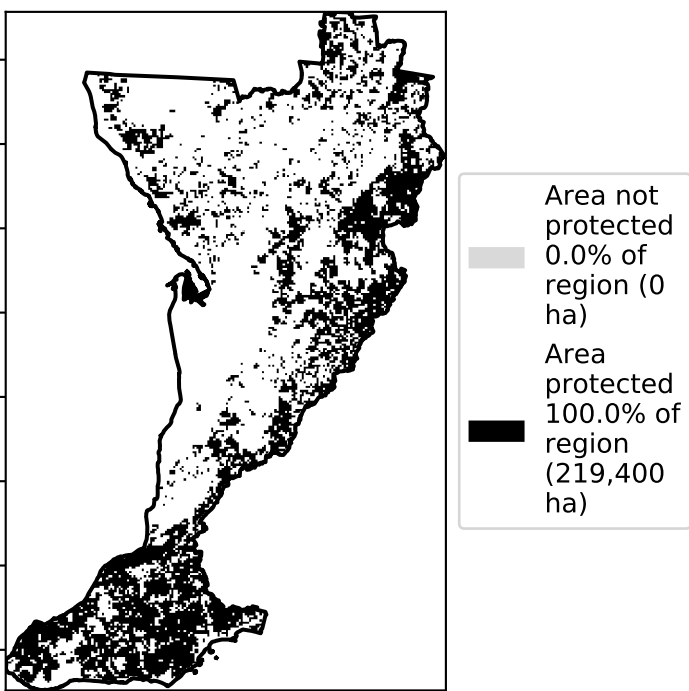 Area not
protected
0.0% of
region (0
ha)
Area
protected
100.0% of
region
(219,400
ha)